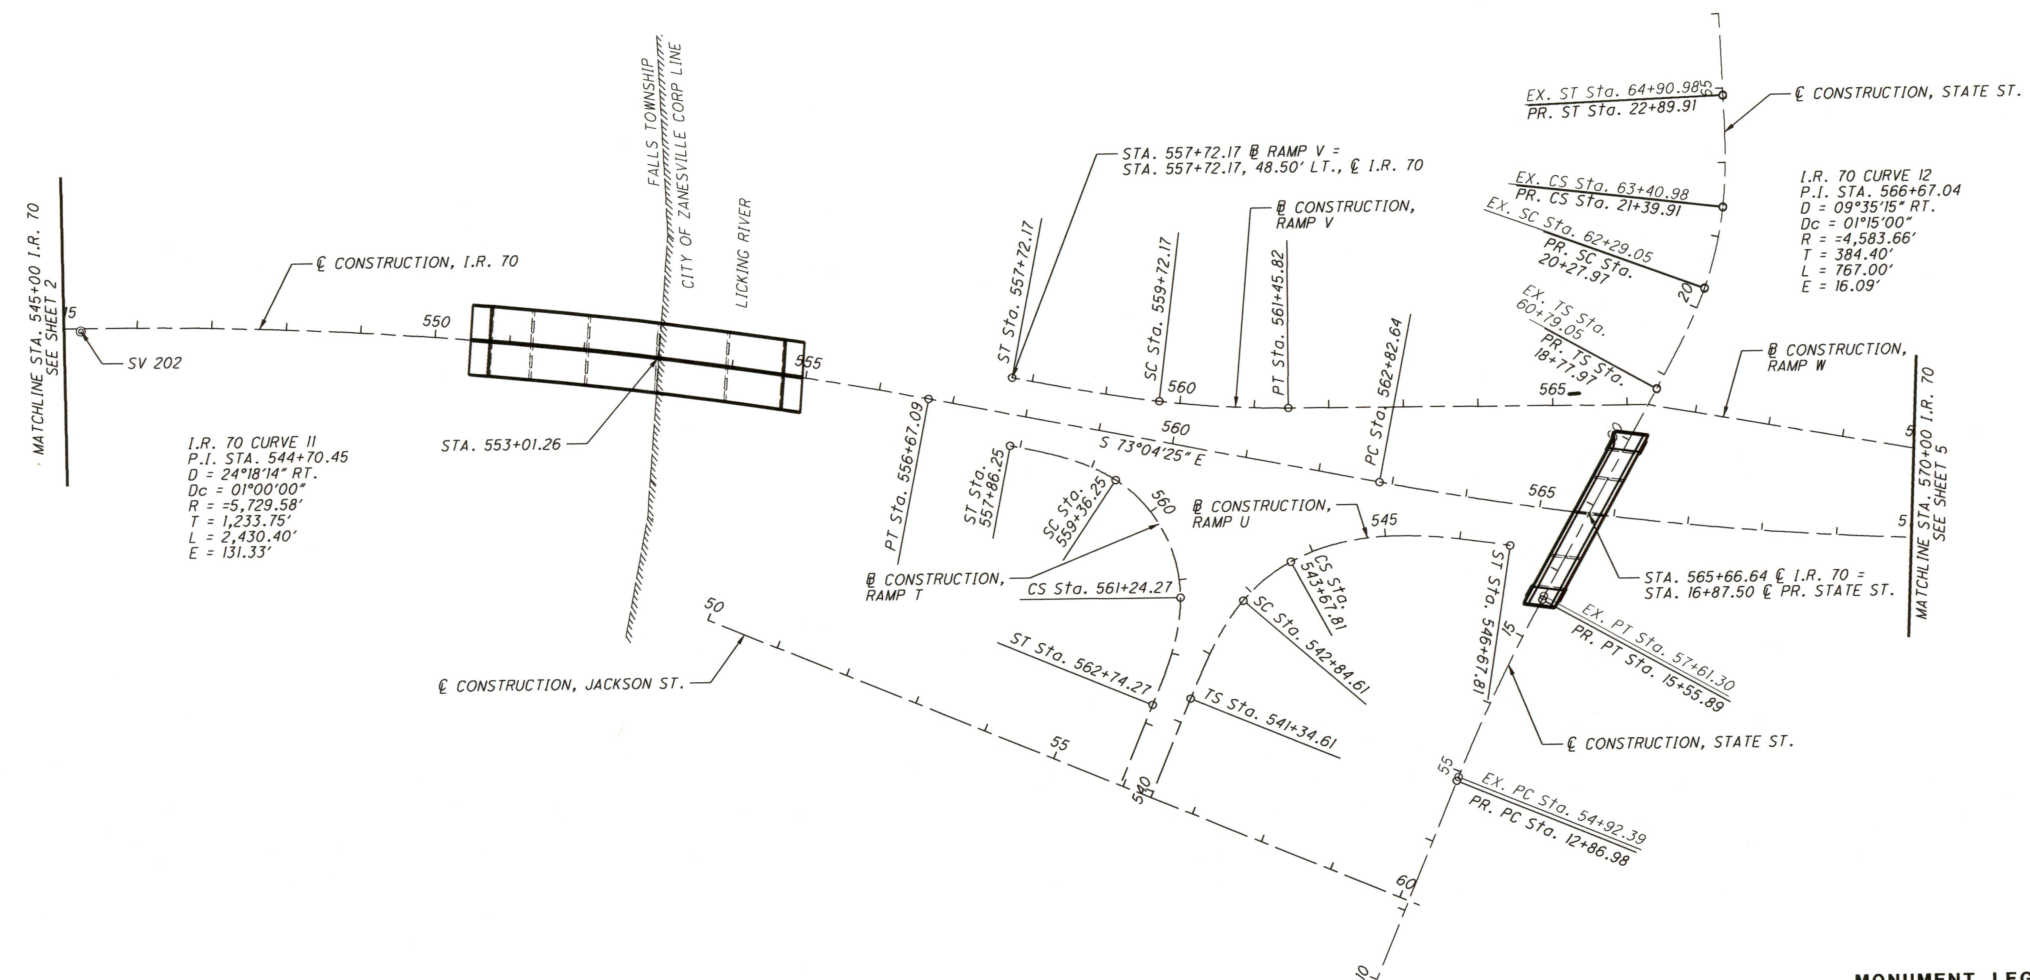 MATCHLINE STA. 545+00 I.R. 70
SEE SHEET 2
SV 202
℄ CONSTRUCTION, I.R. 70
550
FALLS TOWNSHIP
CITY OF ZANESVILLE CORP LINE
LICKING RIVER
STA. 553+01.26
555
I.R. 70 CURVE 11
P.I. STA. 544+70.45
D = 24°18'14" RT.
Dc = 01°00'00"
R = =5,729.58'
T = 1,233.75'
L = 2,430.40'
E = 131.33'
STA. 557+72.17 B RAMP V =
STA. 557+72.17, 48.50' LT., ℄ I.R. 70
ST Sta. 557+72.17
SC Sta. 559+72.17
560
B CONSTRUCTION,
RAMP V
PT Sta. 561+45.82
PC Sta. 562+82.64
PT Sta. 556+67.09
560
S 73°04'25" E
ST Sta.
557+86.25
SC Sta.
559+36.25
560
B CONSTRUCTION,
RAMP T
CS Sta. 561+24.27
ST Sta. 562+74.27
B CONSTRUCTION,
RAMP U
545
CS Sta.
543+67.81
SC Sta. 542+84.61
TS Sta. 541+34.61
ST Sta. 546+67.81
540
50
℄ CONSTRUCTION, JACKSON ST.
55
60
10
EX. ST Sta. 64+90.98
PR. ST Sta. 22+89.91
65
℄ CONSTRUCTION, STATE ST.
EX. CS Sta. 63+40.98
PR. CS Sta. 21+39.91
EX. SC Sta. 62+29.05
PR. SC Sta.
20+27.97
20
EX. TS Sta.
60+79.05
PR. TS Sta.
18+77.97
I.R. 70 CURVE 12
P.I. STA. 566+67.04
D = 09°35'15" RT.
Dc = 01°15'00"
R = =4,583.66'
T = 384.40'
L = 767.00'
E = 16.09'
B CONSTRUCTION,
RAMP W
565
565
MATCHLINE STA. 570+00 I.R. 70
SEE SHEET 5
STA. 565+66.64 ℄ I.R. 70 =
STA. 16+87.50 ℄ PR. STATE ST.
EX. PT Sta. 57+61.30
PR. PT Sta. 15+55.89
15
℄ CONSTRUCTION, STATE ST.
55
EX. PC Sta. 54+92.39
PR. PC Sta. 12+86.98